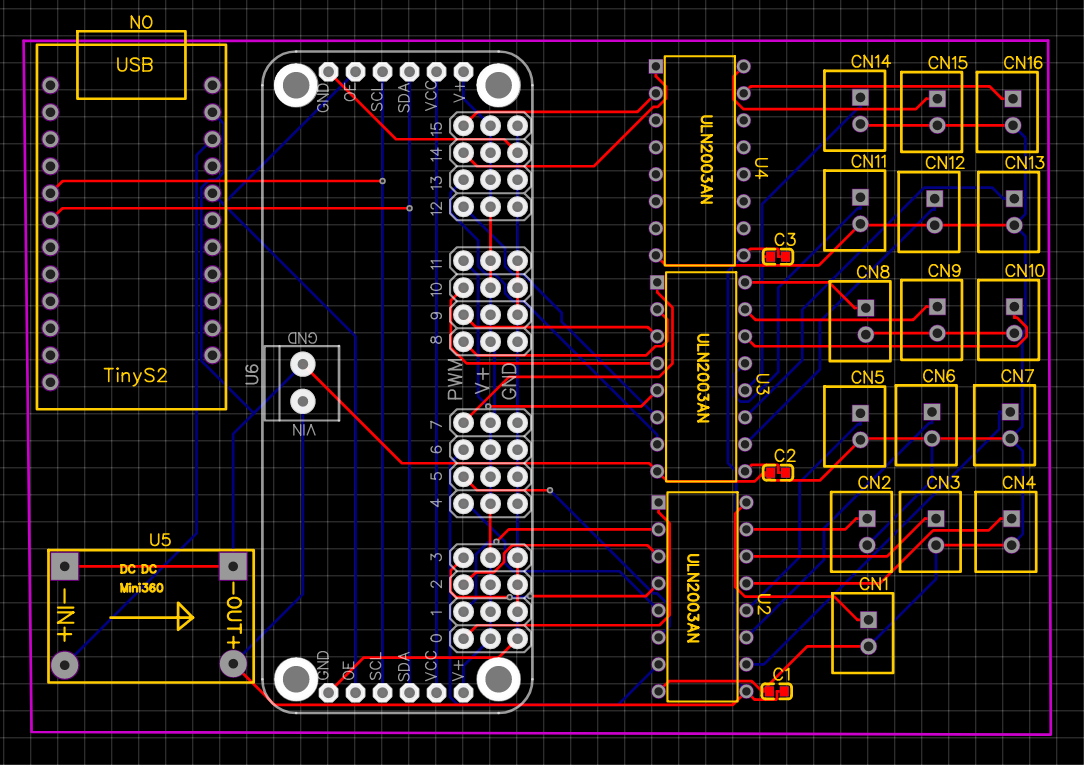 NO
USB
TinyS2
GND
OE
SCL
SDA
VCC
V+
15
14
13
12
11
10
9
8
PWM
V+
GND
7
6
5
4
3
2
1
0
GND
OE
SCL
SDA
VCC
V+
U6
GND
VIN
U5
DC DC
Mini360
-IN+
-OUT+
ULN2003AN
U4
ULN2003AN
U3
ULN2003AN
U2
C3
C2
C1
CN14
CN15
CN16
CN11
CN12
CN13
CN8
CN9
CN10
CN5
CN6
CN7
CN2
CN3
CN4
CN1